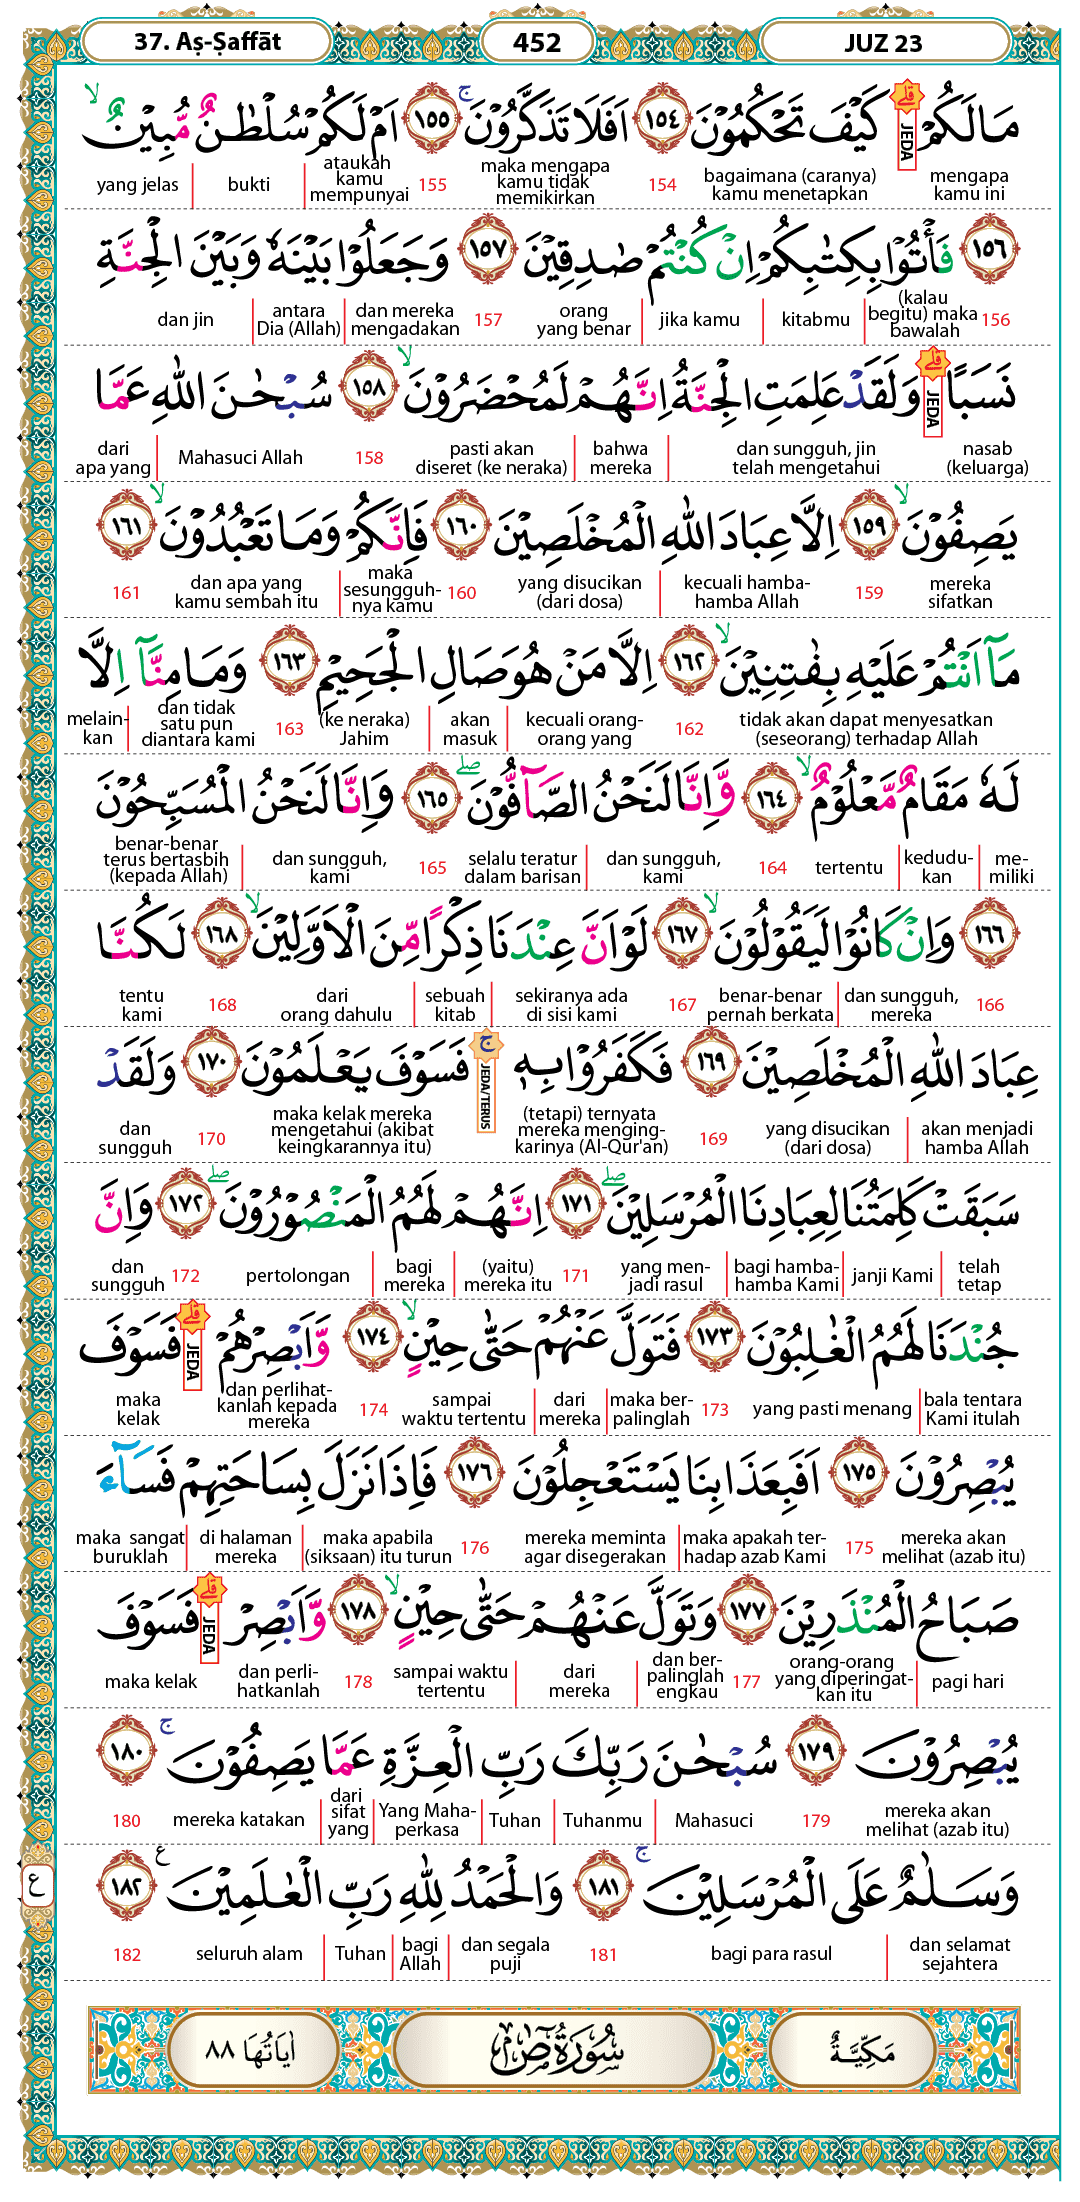 37. Aṣ-Ṣaffāt 452 JUZ 23
مَا لَكُمْۗ كَيْفَ تَحْكُمُوْنَ ١٥٤ اَفَلَا تَذَكَّرُوْنَۚ ١٥٥ اَمْ لَكُمْ سُلْطٰنٌ مُّبِيْنٌۙ
قلے JEDA
mengapa kamu ini | bagaimana (caranya) kamu menetapkan 154 maka mengapa kamu tidak memikirkan 155 ataukah kamu mempunyai | bukti | yang jelas
١٥٦ فَأْتُوْا بِكِتٰبِكُمْ اِنْ كُنْتُمْ صٰدِقِيْنَ ١٥٧ وَجَعَلُوْا بَيْنَهٗ وَبَيْنَ الْجِنَّةِ
156 (kalau begitu) maka bawalah | kitabmu | jika kamu | orang yang benar 157 dan mereka mengadakan | antara Dia (Allah) | dan jin
نَسَبًاۗ وَلَقَدْ عَلِمَتِ الْجِنَّةُ اِنَّهُمْ لَمُحْضَرُوْنَۙ ١٥٨ سُبْحٰنَ اللّٰهِ عَمَّا
قلے JEDA
nasab (keluarga) dan sungguh, jin telah mengetahui | bahwa mereka | pasti akan diseret (ke neraka) 158 Mahasuci Allah | dari apa yang
يَصِفُوْنَۙ ١٥٩ اِلَّا عِبَادَ اللّٰهِ الْمُخْلَصِيْنَ ١٦٠ فَاِنَّكُمْ وَمَا تَعْبُدُوْنَۙ ١٦١
mereka sifatkan 159 kecuali hamba-hamba Allah | yang disucikan (dari dosa) 160 maka sesungguh-nya kamu | dan apa yang kamu sembah itu 161
مَآ اَنْتُمْ عَلَيْهِ بِفٰتِنِيْنَۙ ١٦٢ اِلَّا مَنْ هُوَ صَالِ الْجَحِيْمِ ١٦٣ وَمَا مِنَّآ اِلَّا
tidak akan dapat menyesatkan (seseorang) terhadap Allah 162 kecuali orang-orang yang | akan masuk | (ke neraka) Jahim 163 dan tidak satu pun diantara kami | melain-kan
لَهٗ مَقَامٌ مَّعْلُوْمٌۙ ١٦٤ وَّاِنَّا لَنَحْنُ الصَّاۤفُّوْنَۖ ١٦٥ وَاِنَّا لَنَحْنُ الْمُسَبِّحُوْنَ
me-miliki | kedudu-kan | tertentu 164 dan sungguh, kami | selalu teratur dalam barisan 165 dan sungguh, kami | benar-benar terus bertasbih (kepada Allah)
١٦٦ وَاِنْ كَانُوْا لَيَقُوْلُوْنَۙ ١٦٧ لَوْ اَنَّ عِنْدَنَا ذِكْرًا مِّنَ الْاَوَّلِيْنَۙ ١٦٨ لَكُنَّا
166 dan sungguh, mereka | benar-benar pernah berkata 167 sekiranya ada di sisi kami | sebuah kitab | dari orang dahulu 168 tentu kami
عِبَادَ اللّٰهِ الْمُخْلَصِيْنَ ١٦٩ فَكَفَرُوْا بِهٖۚ فَسَوْفَ يَعْلَمُوْنَ ١٧٠ وَلَقَدْ
ج JEDA/TERUS
akan menjadi hamba Allah | yang disucikan (dari dosa) 169 (tetapi) ternyata mereka menging-karinya (Al-Qur'an) maka kelak mereka mengetahui (akibat keingkarannya itu) 170 dan sungguh
سَبَقَتْ كَلِمَتُنَا لِعِبَادِنَا الْمُرْسَلِيْنَۖ ١٧١ اِنَّهُمْ لَهُمُ الْمَنْصُوْرُوْنَۖ ١٧٢ وَاِنَّ
telah tetap | janji Kami | bagi hamba-hamba Kami | yang men-jadi rasul 171 (yaitu) mereka itu | bagi mereka | pertolongan 172 dan sungguh
جُنْدَنَا لَهُمُ الْغٰلِبُوْنَ ١٧٣ فَتَوَلَّ عَنْهُمْ حَتّٰى حِيْنٍۙ ١٧٤ وَّاَبْصِرْهُمْۗ فَسَوْفَ
قلے JEDA
bala tentara Kami itulah | yang pasti menang 173 maka ber-palinglah | dari mereka | sampai waktu tertentu 174 dan perlihat-kanlah kepada mereka maka kelak
يُبْصِرُوْنَ ١٧٥ اَفَبِعَذَابِنَا يَسْتَعْجِلُوْنَ ١٧٦ فَاِذَا نَزَلَ بِسَاحَتِهِمْ فَسَاۤءَ
mereka akan melihat (azab itu) 175 maka apakah ter-hadap azab Kami | mereka meminta agar disegerakan 176 maka apabila (siksaan) itu turun | di halaman mereka | maka sangat buruklah
صَبَاحُ الْمُنْذَرِيْنَ ١٧٧ وَتَوَلَّ عَنْهُمْ حَتّٰى حِيْنٍۙ ١٧٨ وَّاَبْصِرْۗ فَسَوْفَ
قلے JEDA
pagi hari | orang-orang yang diperingat-kan itu 177 dan ber-palinglah engkau | dari mereka | sampai waktu tertentu 178 dan perli-hatkanlah maka kelak
يُبْصِرُوْنَ ١٧٩ سُبْحٰنَ رَبِّكَ رَبِّ الْعِزَّةِ عَمَّا يَصِفُوْنَۚ ١٨٠
mereka akan melihat (azab itu) 179 Mahasuci | Tuhanmu | Tuhan | Yang Maha-perkasa | dari sifat yang | mereka katakan 180
وَسَلٰمٌ عَلَى الْمُرْسَلِيْنَۚ ١٨١ وَالْحَمْدُ لِلّٰهِ رَبِّ الْعٰلَمِيْنَ ࣖ ١٨٢
ع
dan selamat sejahtera | bagi para rasul 181 dan segala puji | bagi Allah | Tuhan | seluruh alam 182
مَكِّيَّةٌ سُوْرَةُ صۤ اٰيَاتُهَا ٨٨